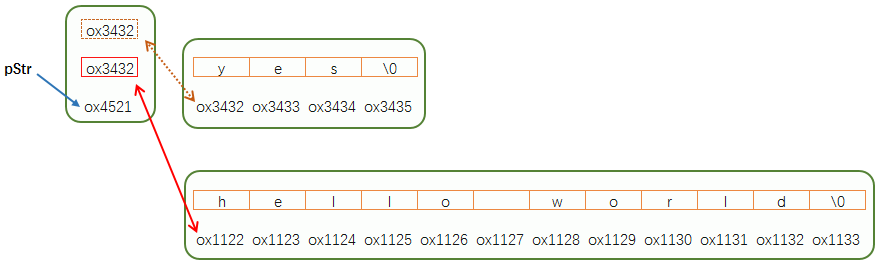 ox3432
pStr
ox3432
ox4521
y e s \0
ox3432 ox3433 ox3434 ox3435
h e l l o w o r l d \0
ox1122 ox1123 ox1124 ox1125 ox1126 ox1127 ox1128 ox1129 ox1130 ox1131 ox1132 ox1133